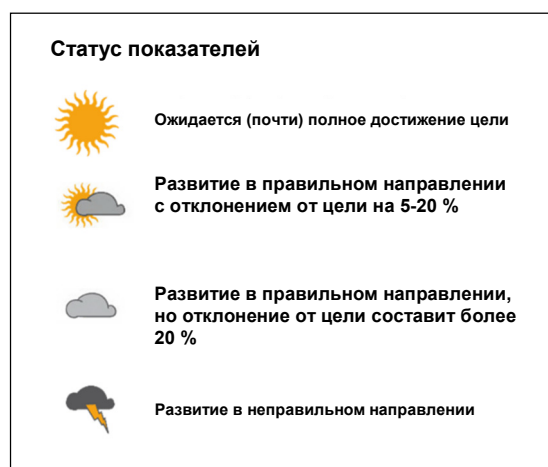 Статус показателей
Ожидается (почти) полное достижение цели
Развитие в правильном направлении
с отклонением от цели на 5-20 %
Развитие в правильном направлении,
но отклонение от цели составит более
20 %
Развитие в неправильном направлении